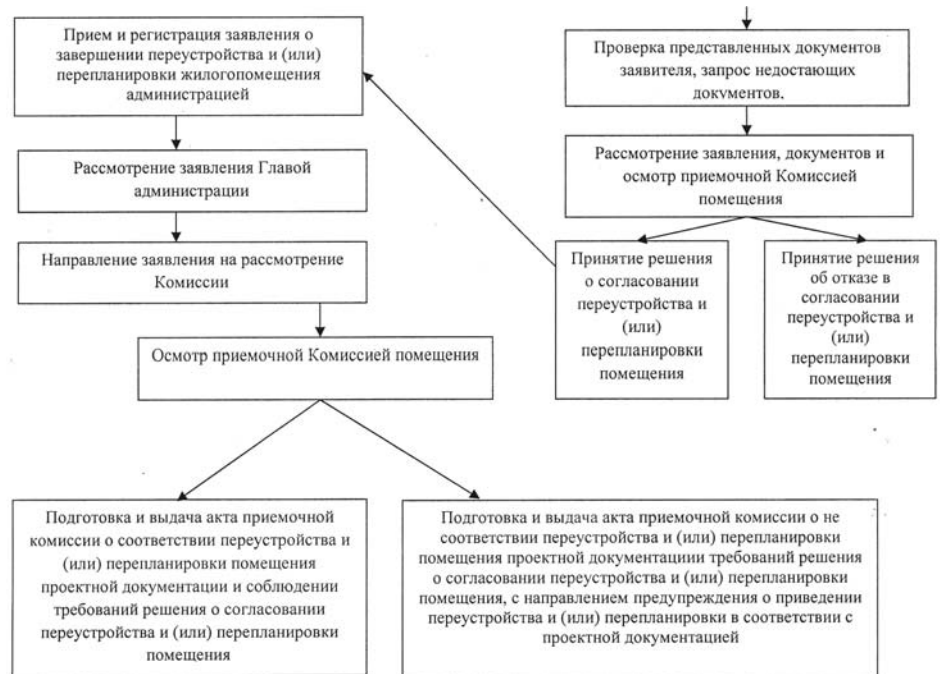 Прием и регистрация заявления о
завершении переустройства и (или)
перепланировки жилогопомещения
администрацией
Рассмотрение заявления Главой
администрации
Направление заявления на рассмотрение
Комиссии
Осмотр приемочной Комиссией помещения
Проверка представленных документов
заявителя, запрос недостающих
документов.
Рассмотрение заявления, документов и
осмотр приемочной Комиссией
помещения
Принятие решения
о согласовании
переустройства и
(или)
перепланировки
помещения
Принятие решения
об отказе в
согласовании
переустройства и
(или)
перепланировки
помещения
Подготовка и выдача акта приемочной
комиссии о соответствии переустройства и
(или) перепланировки помещения
проектной документации и соблюдении
требований решения о согласовании
переустройства и (или) перепланировки
помещения
Подготовка и выдача акта приемочной комиссии о не
соответствии переустройства и (или) перепланировки
помещения проектной документациии требований решения
о согласовании переустройства и (или) перепланировки
помещения, с направлением предупреждения о приведении
переустройства и (или) перепланировки в соответствии с
проектной документацией